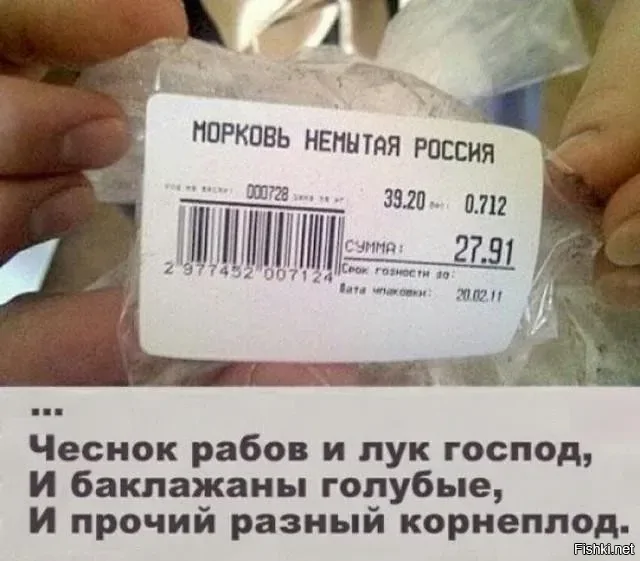 МОРКОВЬ НЕМЫТАЯ РОССИЯ
000728 39.20 0.712
СУММА: 27.91
2 977452 007124
Срок годности до:
Дата упаковки: 20.02.11
...
Чеснок рабов и лук господ,
И баклажаны голубые,
И прочий разный корнеплод.
Fishki.net